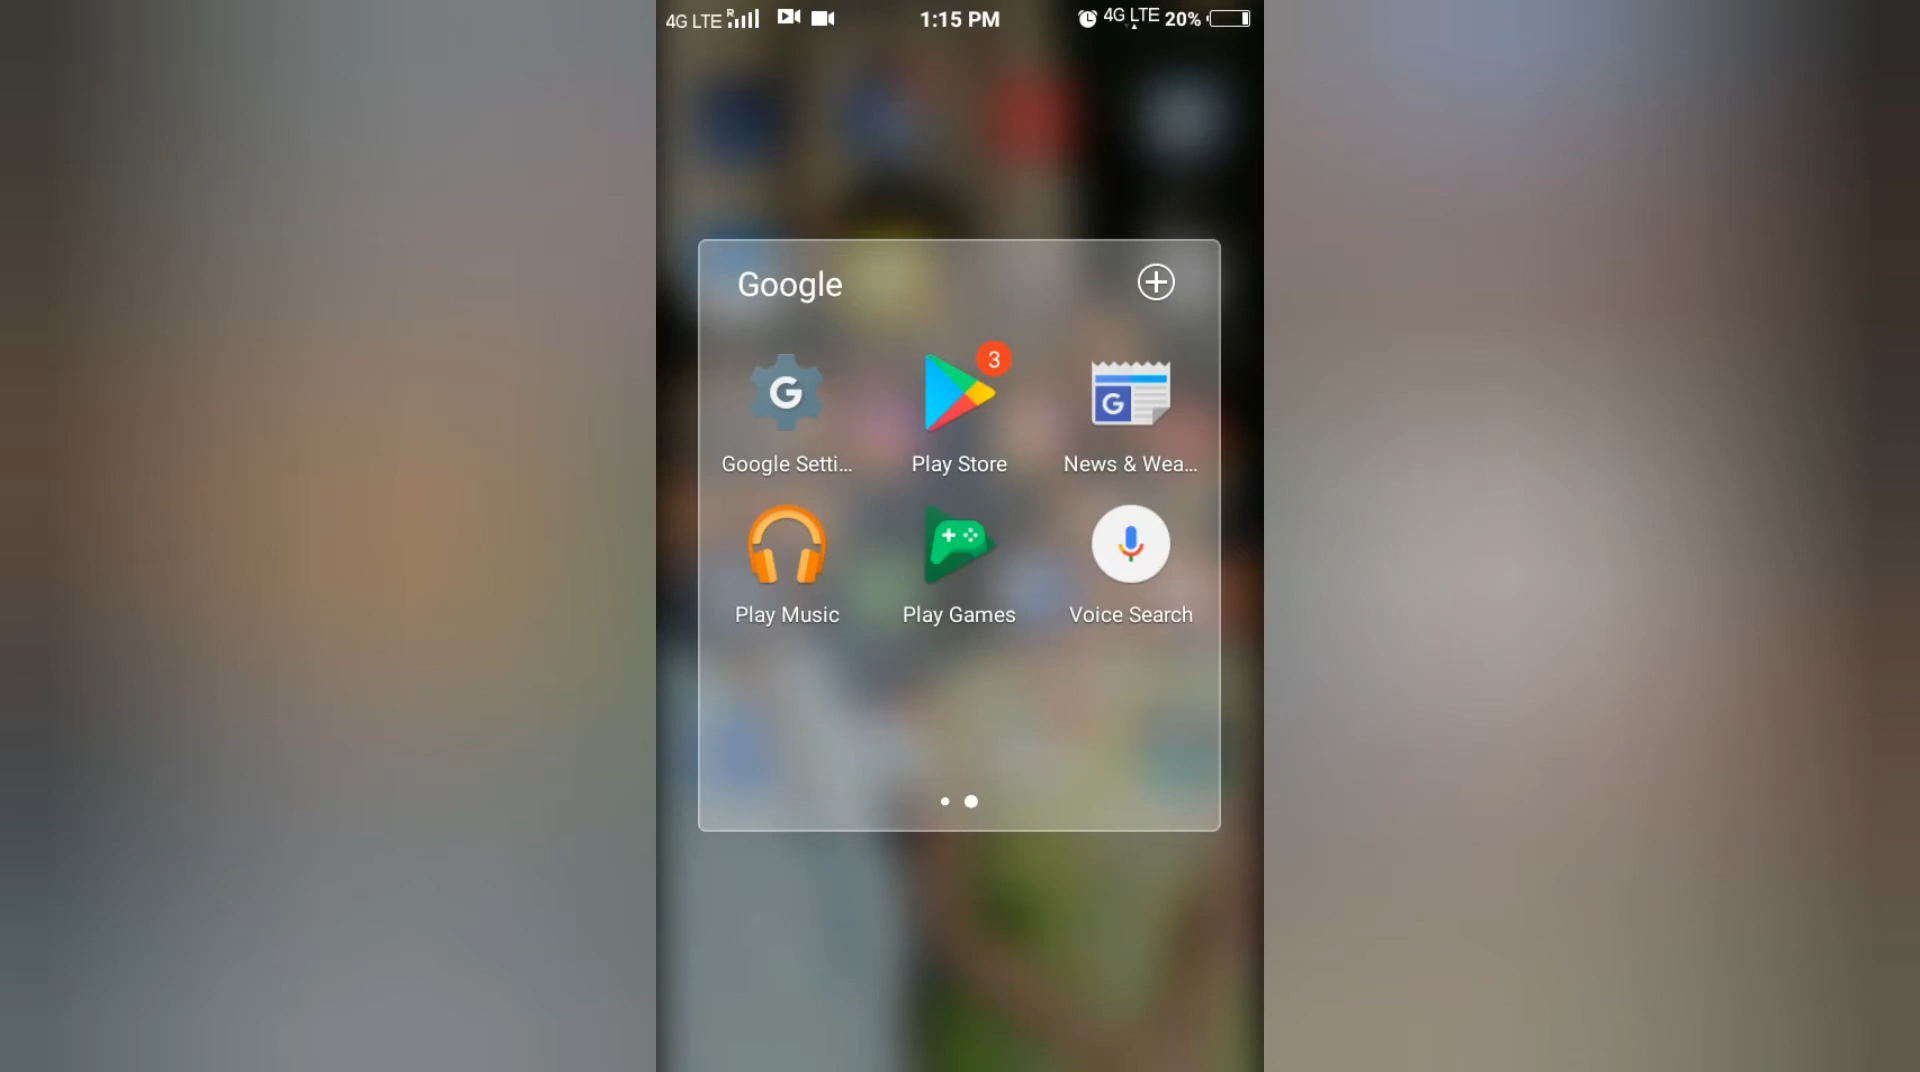 4G LTE R 1:15 PM 4G LTE 20%
Google
3
Google Setti... Play Store News & Wea...
Play Music Play Games Voice Search